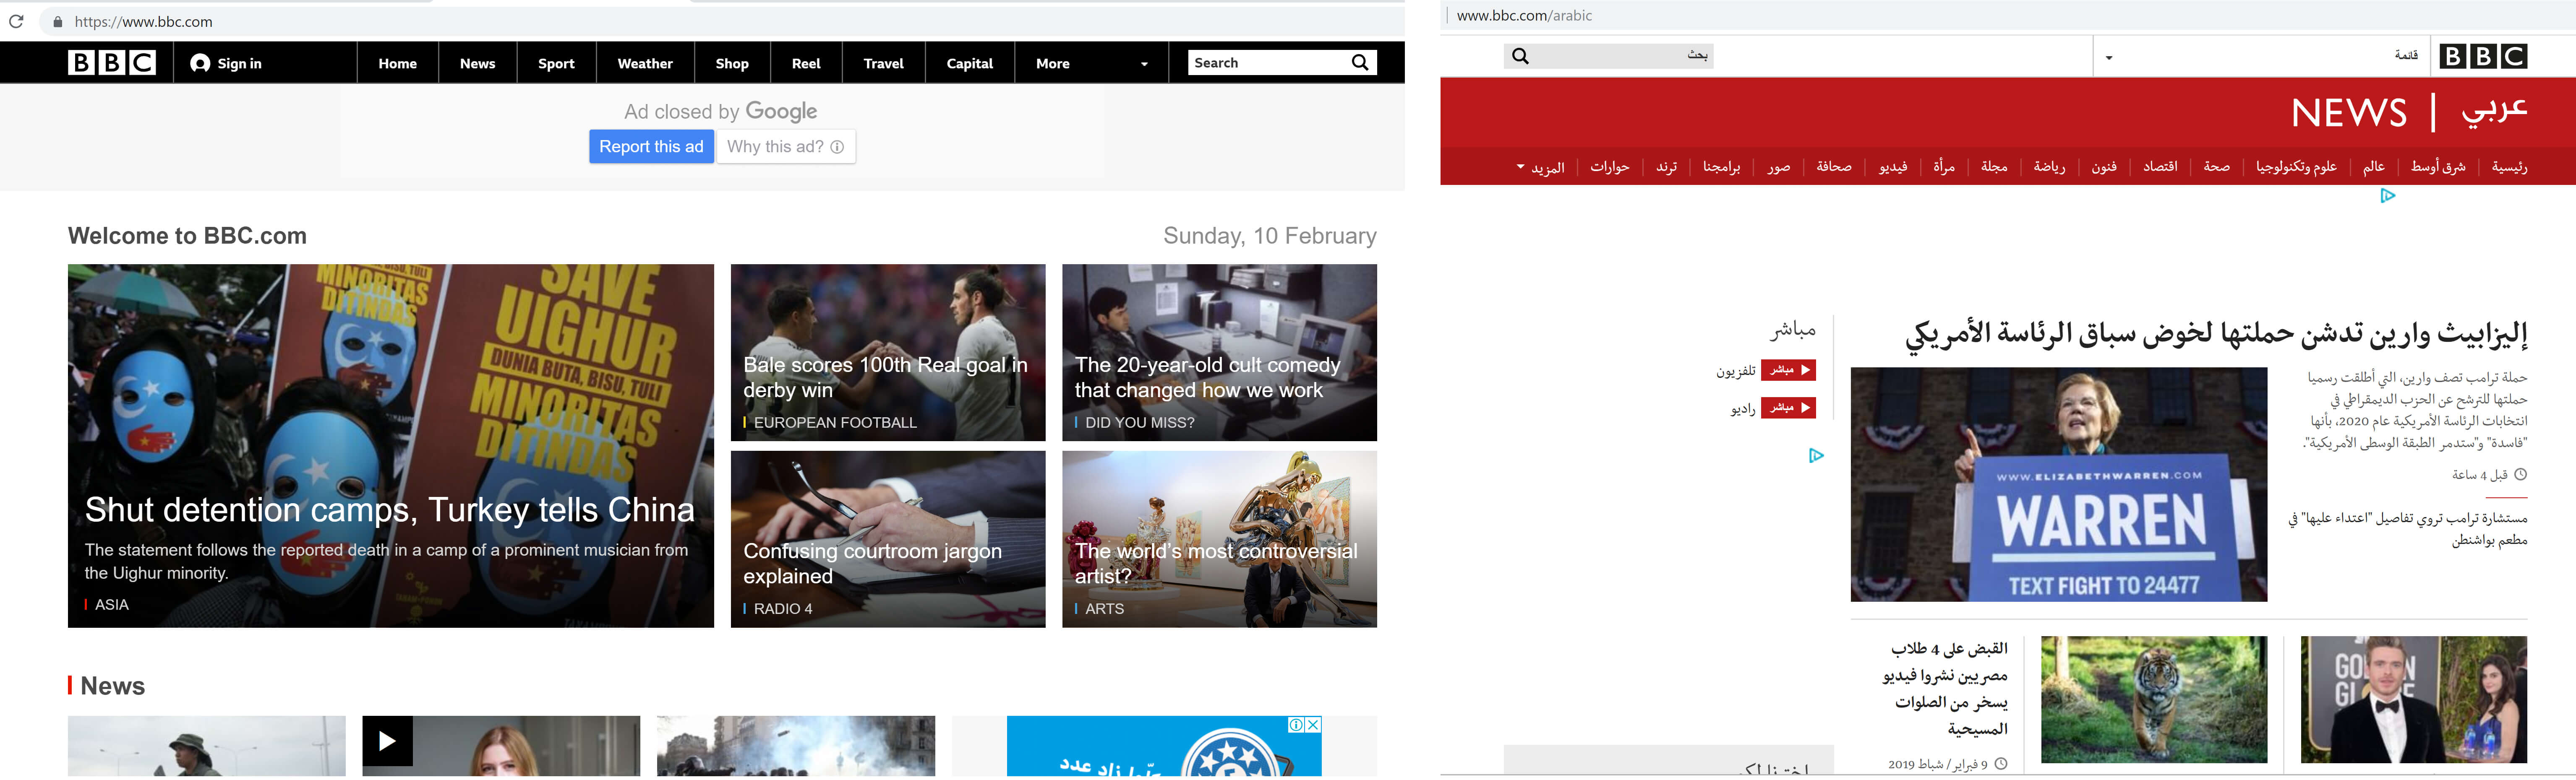 https://www.bbc.com
BBC
Sign in
Home
News
Sport
Weather
Shop
Reel
Travel
Capital
More
Search
Ad closed by Google
Report this ad
Why this ad?
Welcome to BBC.com
Sunday, 10 February
MINORITAS
DITINDAS
SAVE
UIGHUR
DUNIA BUTA, BISU, TULI
MINORITAS
DITINDAS
Shut detention camps, Turkey tells China
The statement follows the reported death in a camp of a prominent musician from
the Uighur minority.
ASIA
Bale scores 100th Real goal in
derby win
EUROPEAN FOOTBALL
The 20-year-old cult comedy
that changed how we work
DID YOU MISS?
Confusing courtroom jargon
explained
RADIO 4
The world's most controversial
artist?
ARTS
News
www.bbc.com/arabic
BBC
قائمة
بحث
عربي | NEWS
رئيسية
شرق أوسط
عالم
علوم وتكنولوجيا
صحة
اقتصاد
فنون
رياضة
مجلة
مرأة
فيديو
صحافة
صور
برامجنا
ترند
حوارات
المزيد
إليزابيث وارين تدشن حملتها لخوض سباق الرئاسة الأمريكي
حملة ترامب تصف وارين، التي أطلقت رسميا
حملتها للترشح عن الحزب الديمقراطي في
انتخابات الرئاسة الأمريكية عام 2020، بأنها
"فاسدة" و"ستدمر الطبقة الوسطى الأمريكية".
قبل 4 ساعة
مستشارة ترامب تروي تفاصيل "اعتداء عليها" في
مطعم بواشنطن
WWW.ELIZABETHWARREN.COM
WARREN
TEXT FIGHT TO 24477
مباشر
مباشر تلفزيون
مباشر راديو
القبض على 4 طلاب
مصريين نشروا فيديو
يسخر من الصلوات
المسيحية
9 فبراير/ شباط 2019